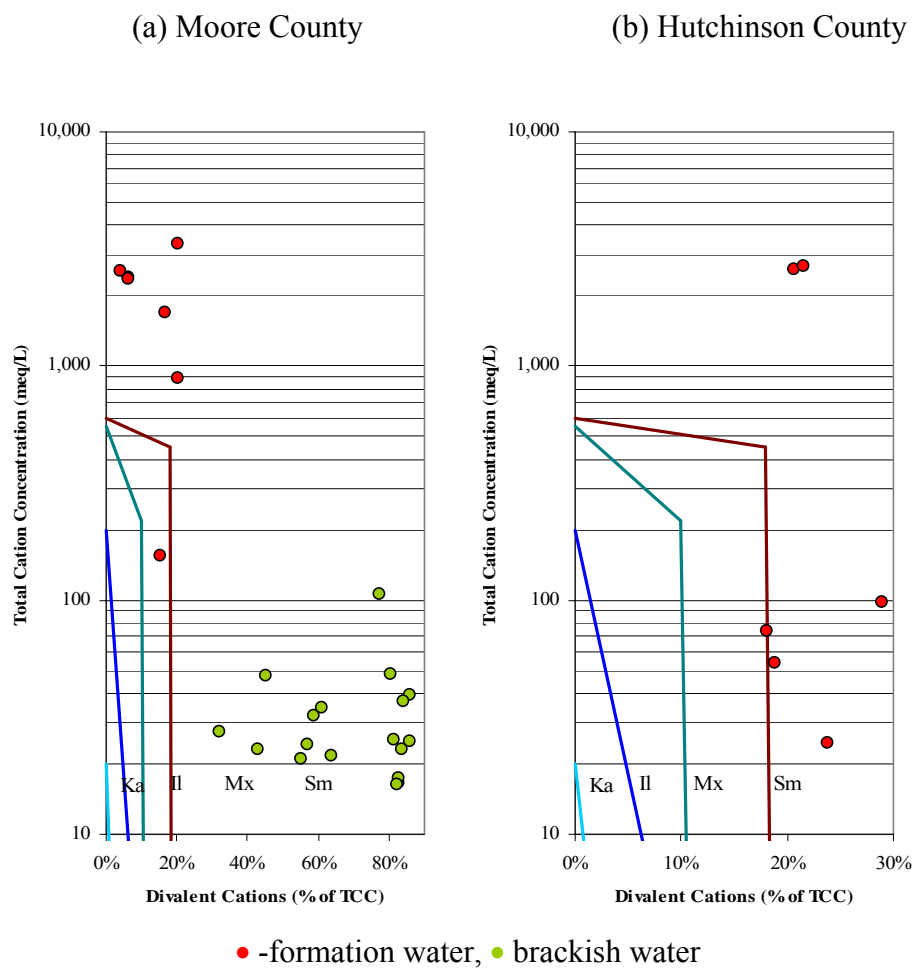 (a) Moore County
(b) Hutchinson County
10,000
1,000
100
10
Total Cation Concentration (meq/L)
Ka
Il
Mx
Sm
0%
20%
40%
60%
80%
Divalent Cations (% of TCC)
10,000
1,000
100
10
Total Cation Concentration (meq/L)
Ka
Il
Mx
Sm
0%
10%
20%
30%
Divalent Cations (% of TCC)
-formation water, brackish water